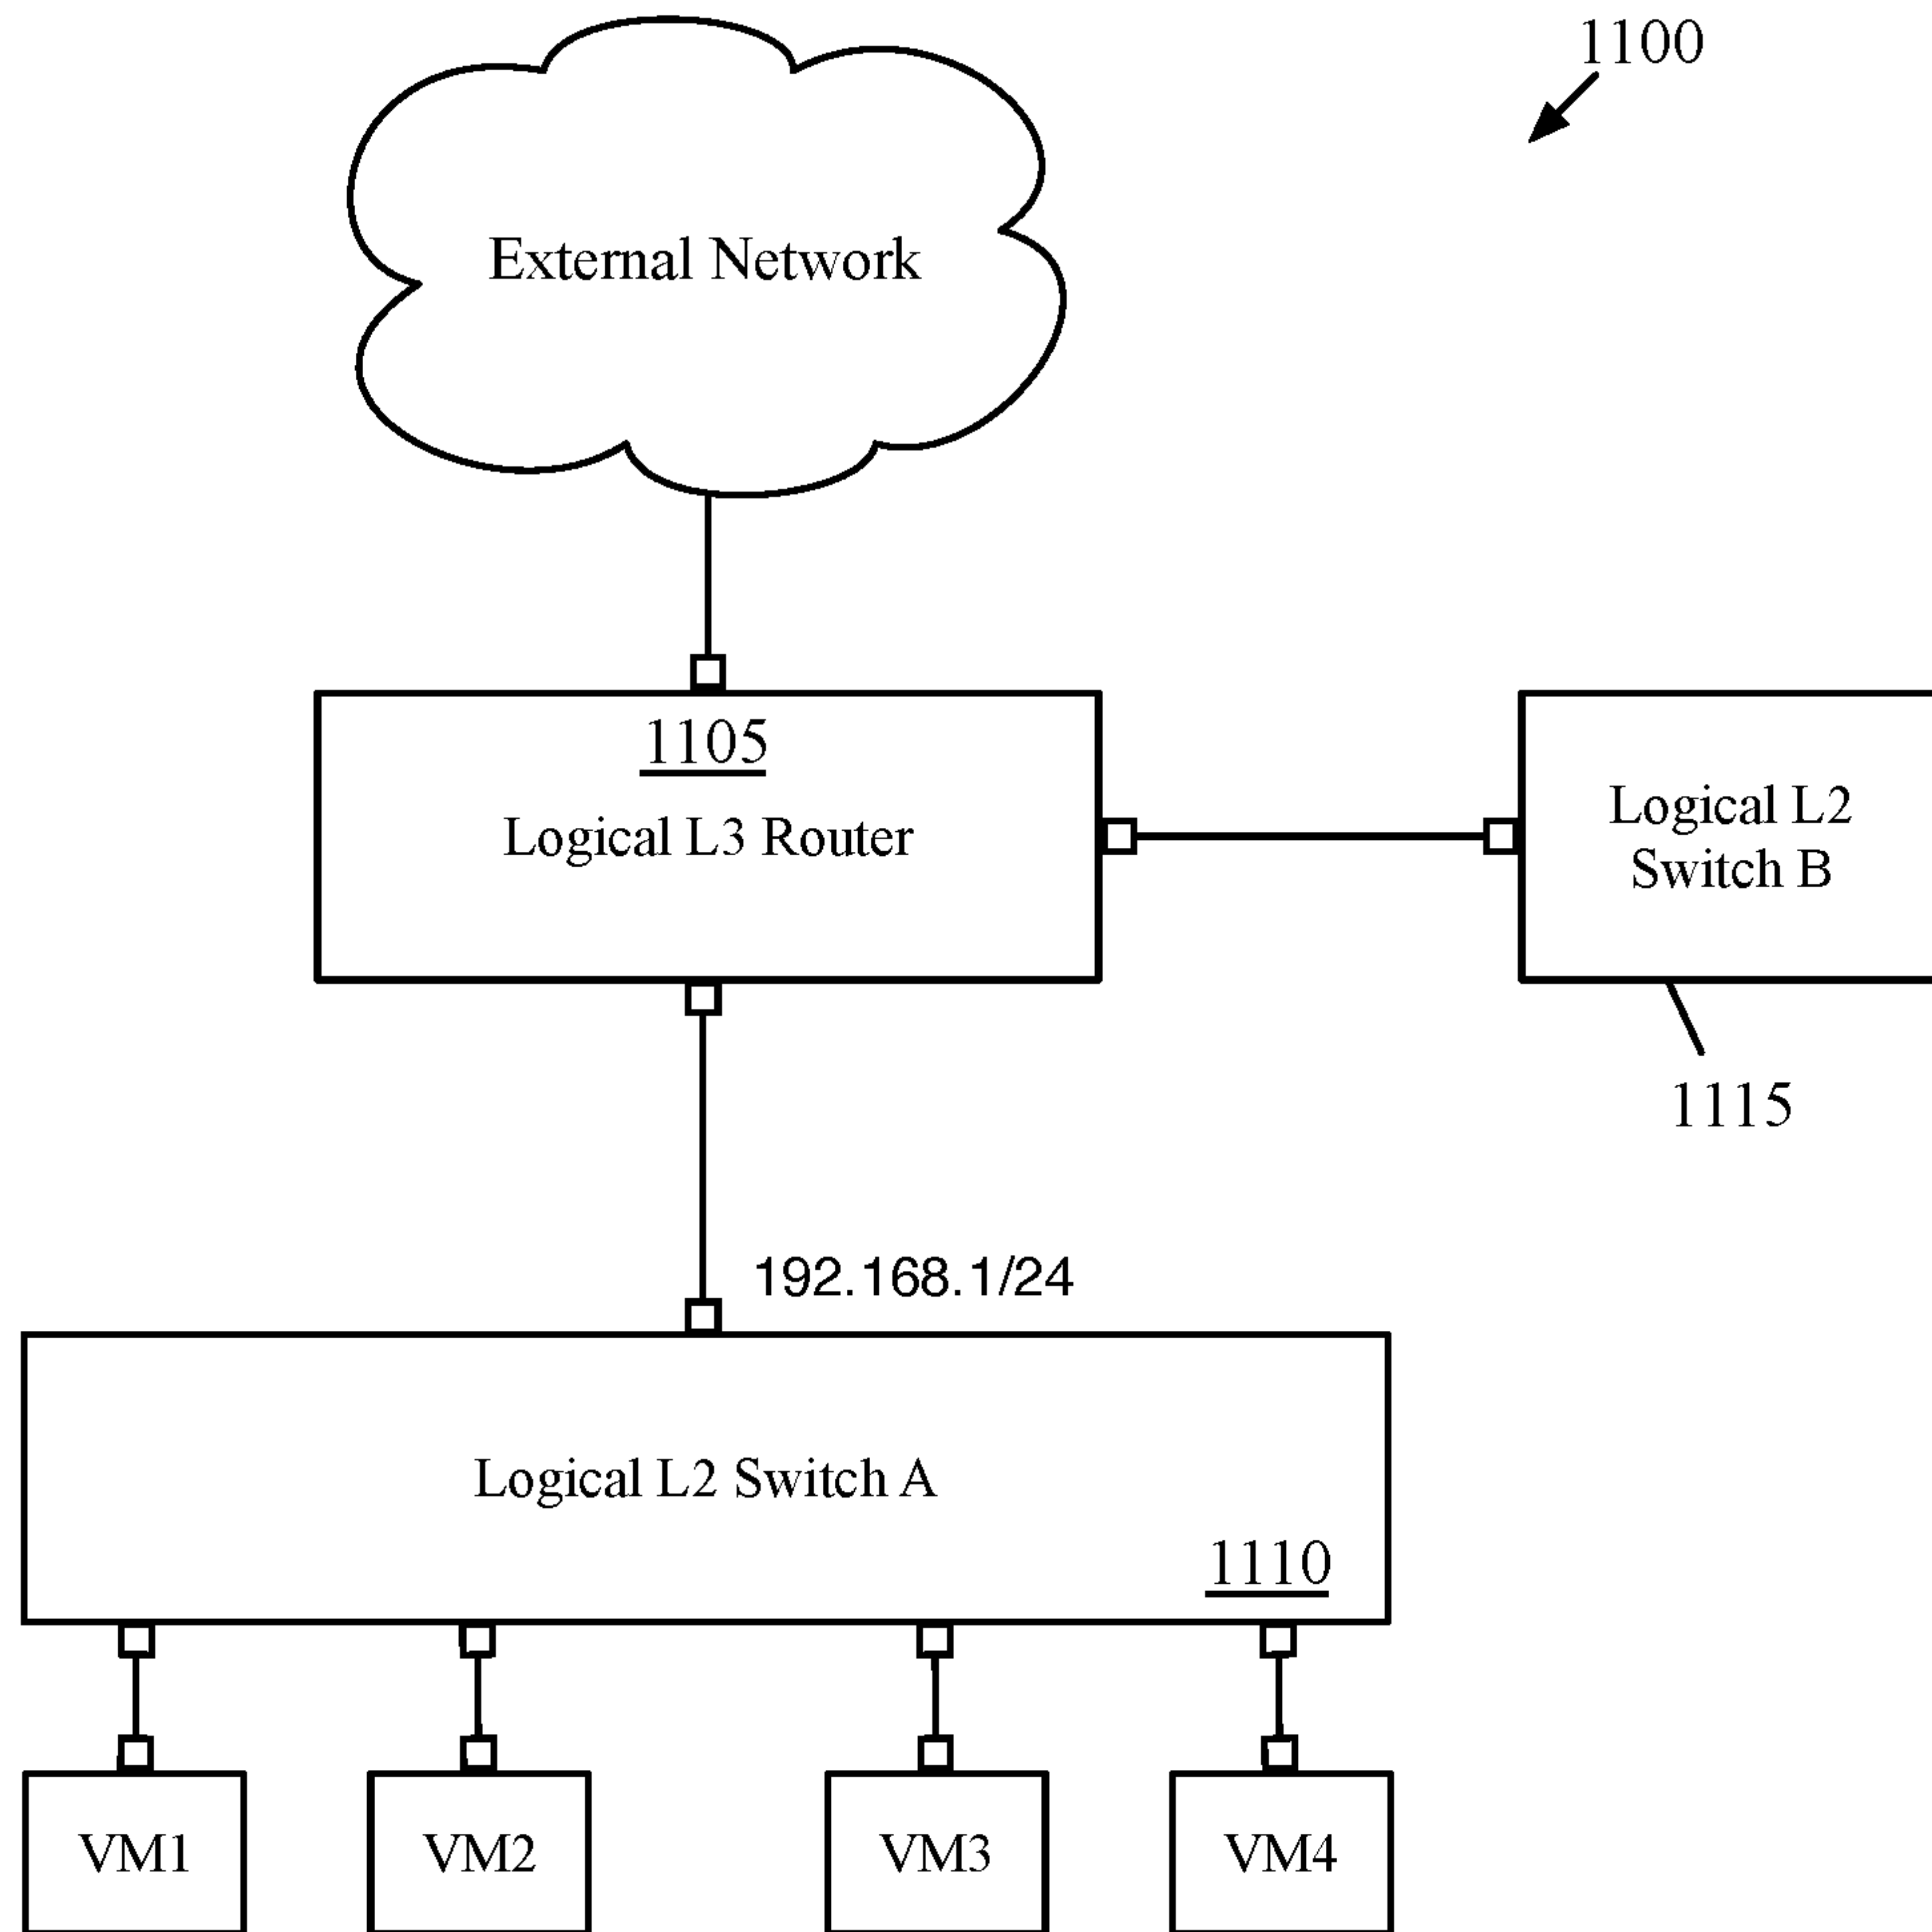 1100
External Network
1105
Logical L3 Router
Logical L2
Switch B
1115
192.168.1/24
Logical L2 Switch A
1110
VM1
VM2
VM3
VM4